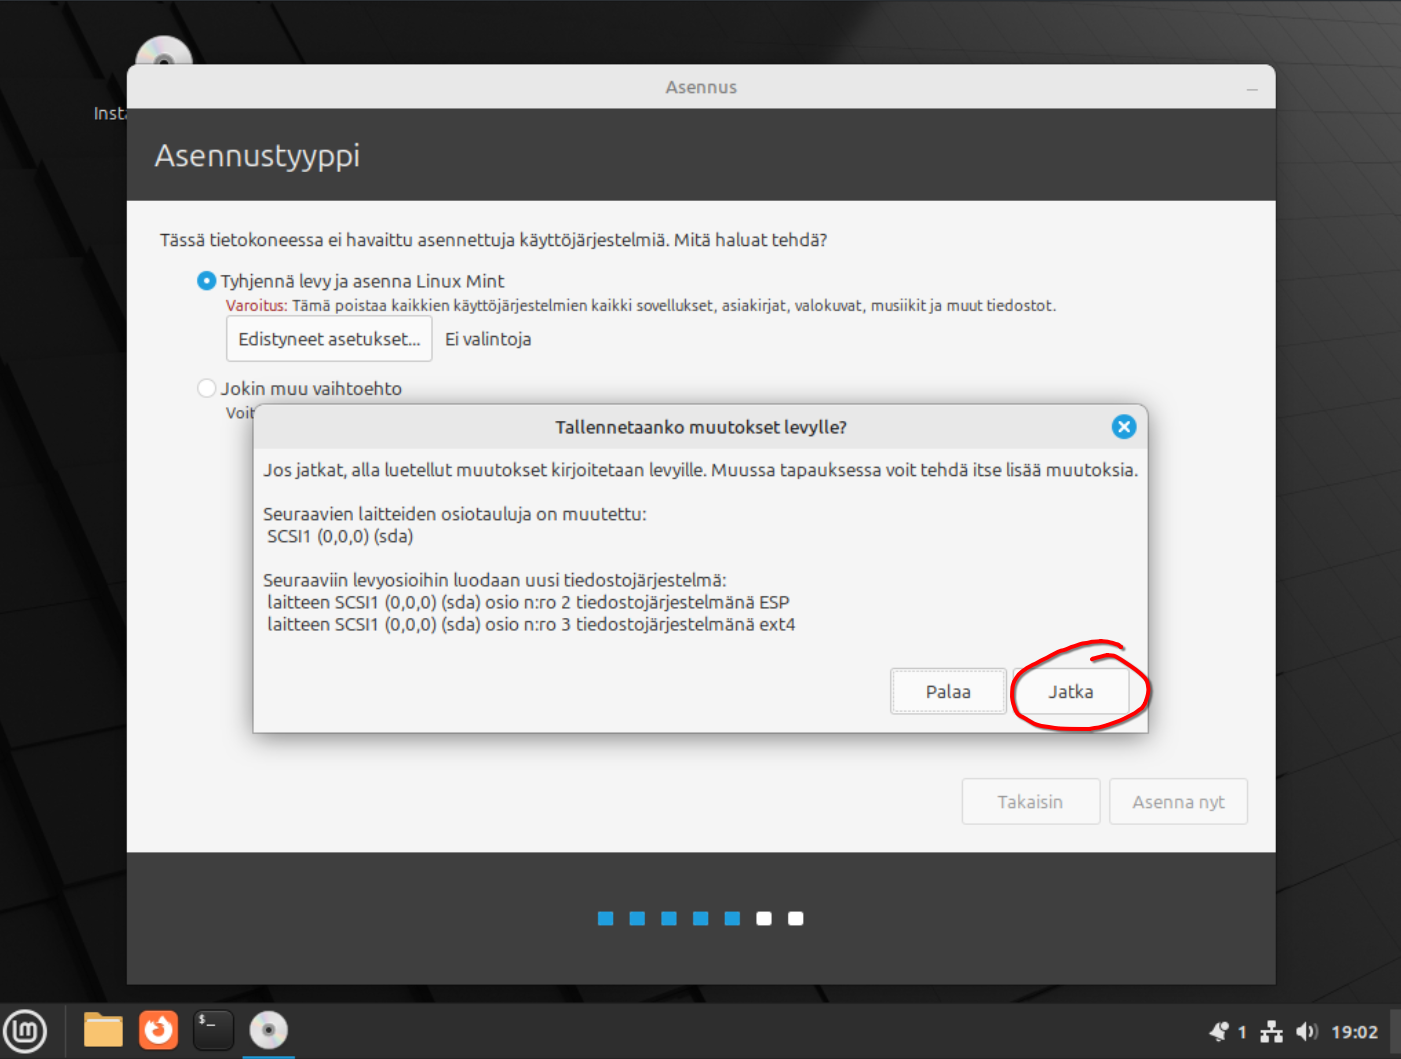 Insta
Asennus
Asennustyyppi
Tässä tietokoneessa ei havaittu asennettuja käyttöjärjestelmiä. Mitä haluat tehdä?
Tyhjennä levy ja asenna Linux Mint
Varoitus: Tämä poistaa kaikkien käyttöjärjestelmien kaikki sovellukset, asiakirjat, valokuvat, musiikit ja muut tiedostot.
Edistyneet asetukset... Ei valintoja
Jokin muu vaihtoehto
Voit
Tallennetaanko muutokset levylle?
Jos jatkat, alla luetellut muutokset kirjoitetaan levyille. Muussa tapauksessa voit tehdä itse lisää muutoksia.
Seuraavien laitteiden osiotauluja on muutettu:
SCSI1 (0,0,0) (sda)
Seuraaviin levyosioihin luodaan uusi tiedostojärjestelmä:
laitteen SCSI1 (0,0,0) (sda) osio n:ro 2 tiedostojärjestelmänä ESP
laitteen SCSI1 (0,0,0) (sda) osio n:ro 3 tiedostojärjestelmänä ext4
Palaa Jatka
Takaisin Asenna nyt
$_
1 19:02